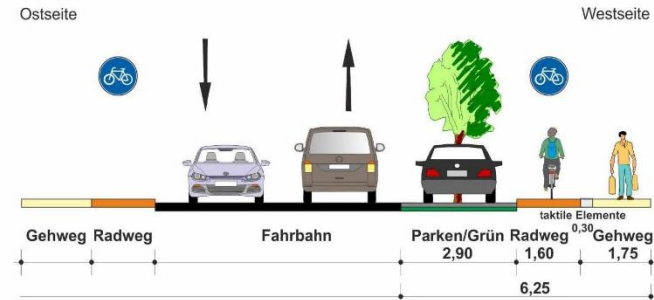 Ostseite Westseite
taktile Elemente
0,30
Gehweg Radweg Fahrbahn Parken/Grün Radweg Gehweg
2,90 1,60 1,75
6,25